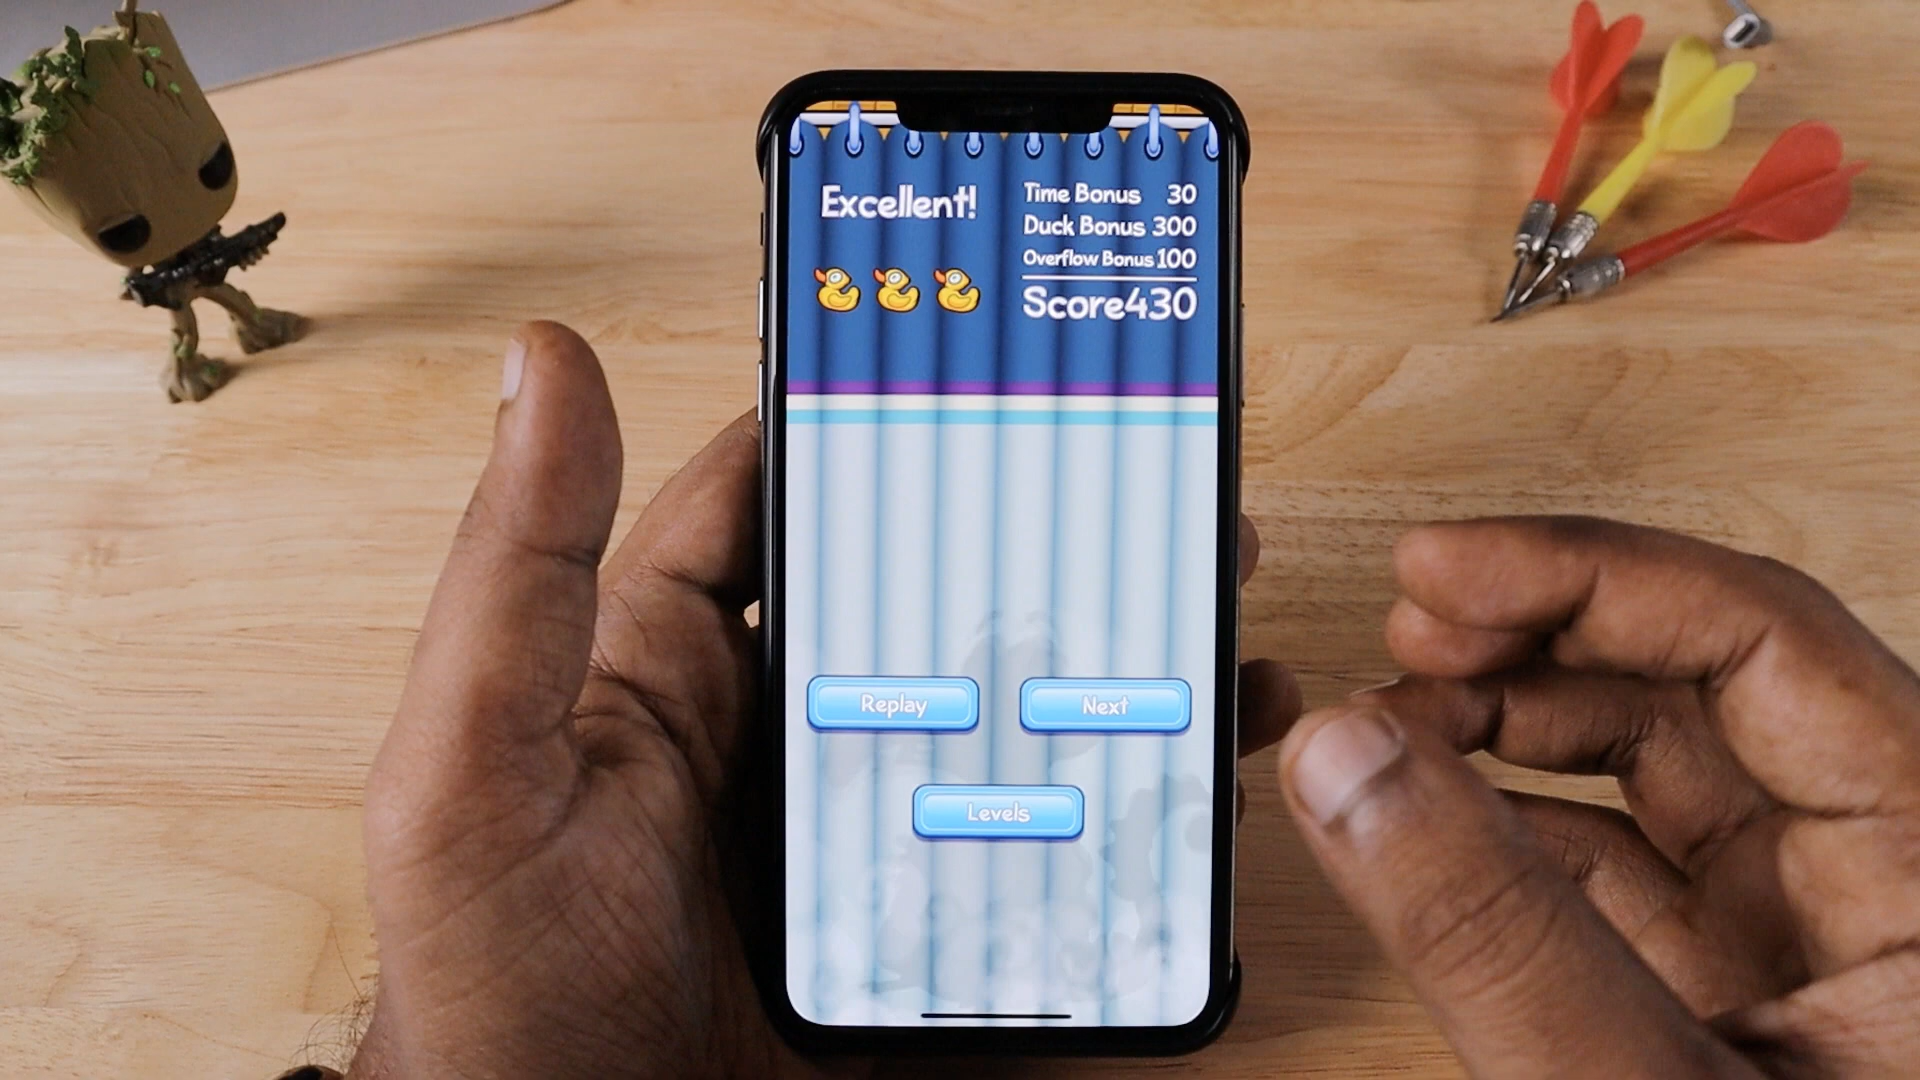 Excellent!
Time Bonus 30
Duck Bonus 300
Overflow Bonus 100
Score430
Replay
Next
Levels